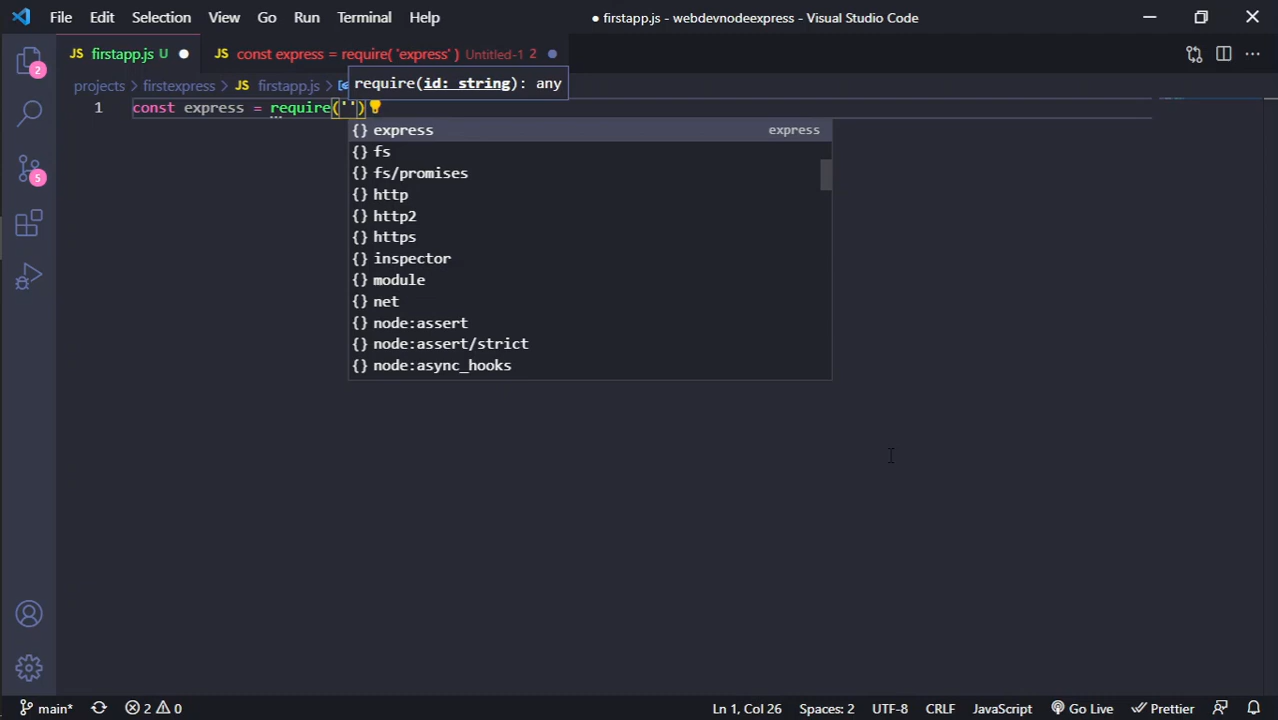 File Edit Selection View Go Run Terminal Help
● firstapp.js - webdevnodeexpress - Visual Studio Code
JS firstapp.js U ●
JS const express = require( 'express' ) Untitled-1 2 ●
projects > firstexpress > JS firstapp.js >
require(id: string): any
1 const express = require('')
{} express express
{} fs
{} fs/promises
{} http
{} http2
{} https
{} inspector
{} module
{} net
{} node:assert
{} node:assert/strict
{} node:async_hooks
2
5
main* 2 0
Ln 1, Col 26 Spaces: 2 UTF-8 CRLF JavaScript Go Live Prettier